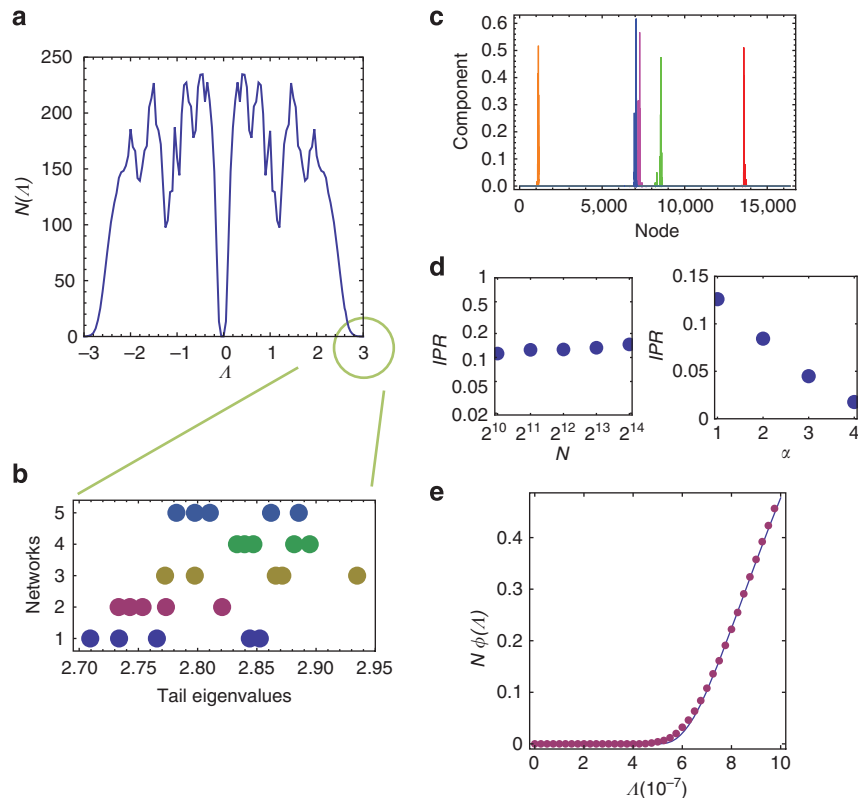 a
250
200
150
100
50
0
N(Λ)
−3 −2 −1 0 1 2 3
Λ
b
5
4
3
2
1
Networks
2.70 2.75 2.80 2.85 2.90 2.95
Tail eigenvalues
c
0.6
0.5
0.4
0.3
0.2
0.1
0.0
Component
0 5,000 10,000 15,000
Node
d
1
0.5
0.2
0.1
0.05
0.02
IPR
2^10 2^11 2^12 2^13 2^14
N
0.15
0.10
0.05
0
IPR
1 2 3 4
α
e
0.4
0.2
0
N ϕ(Λ)
0 2 4 6 8 10
Λ(10^−7)